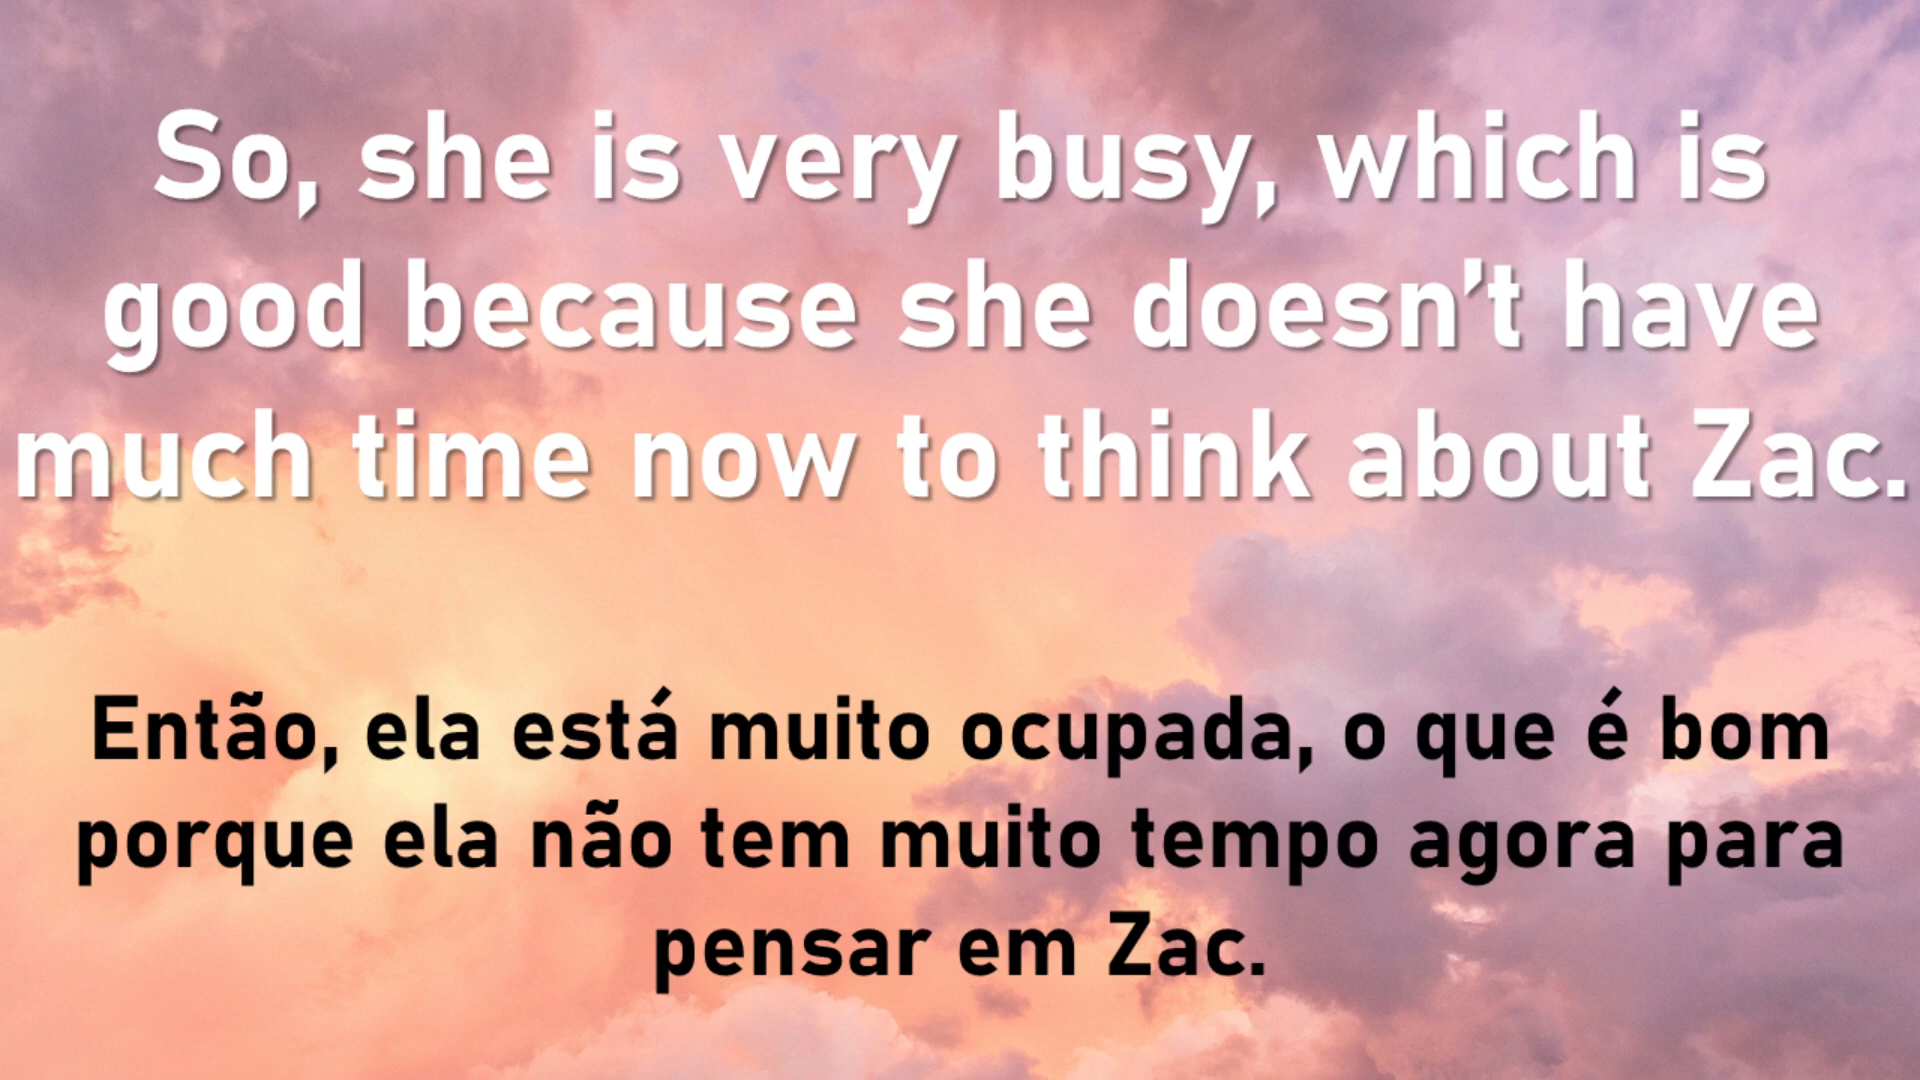 So, she is very busy, which is
good because she doesn’t have
much time now to think about Zac.
Então, ela está muito ocupada, o que é bom
porque ela não tem muito tempo agora para
pensar em Zac.